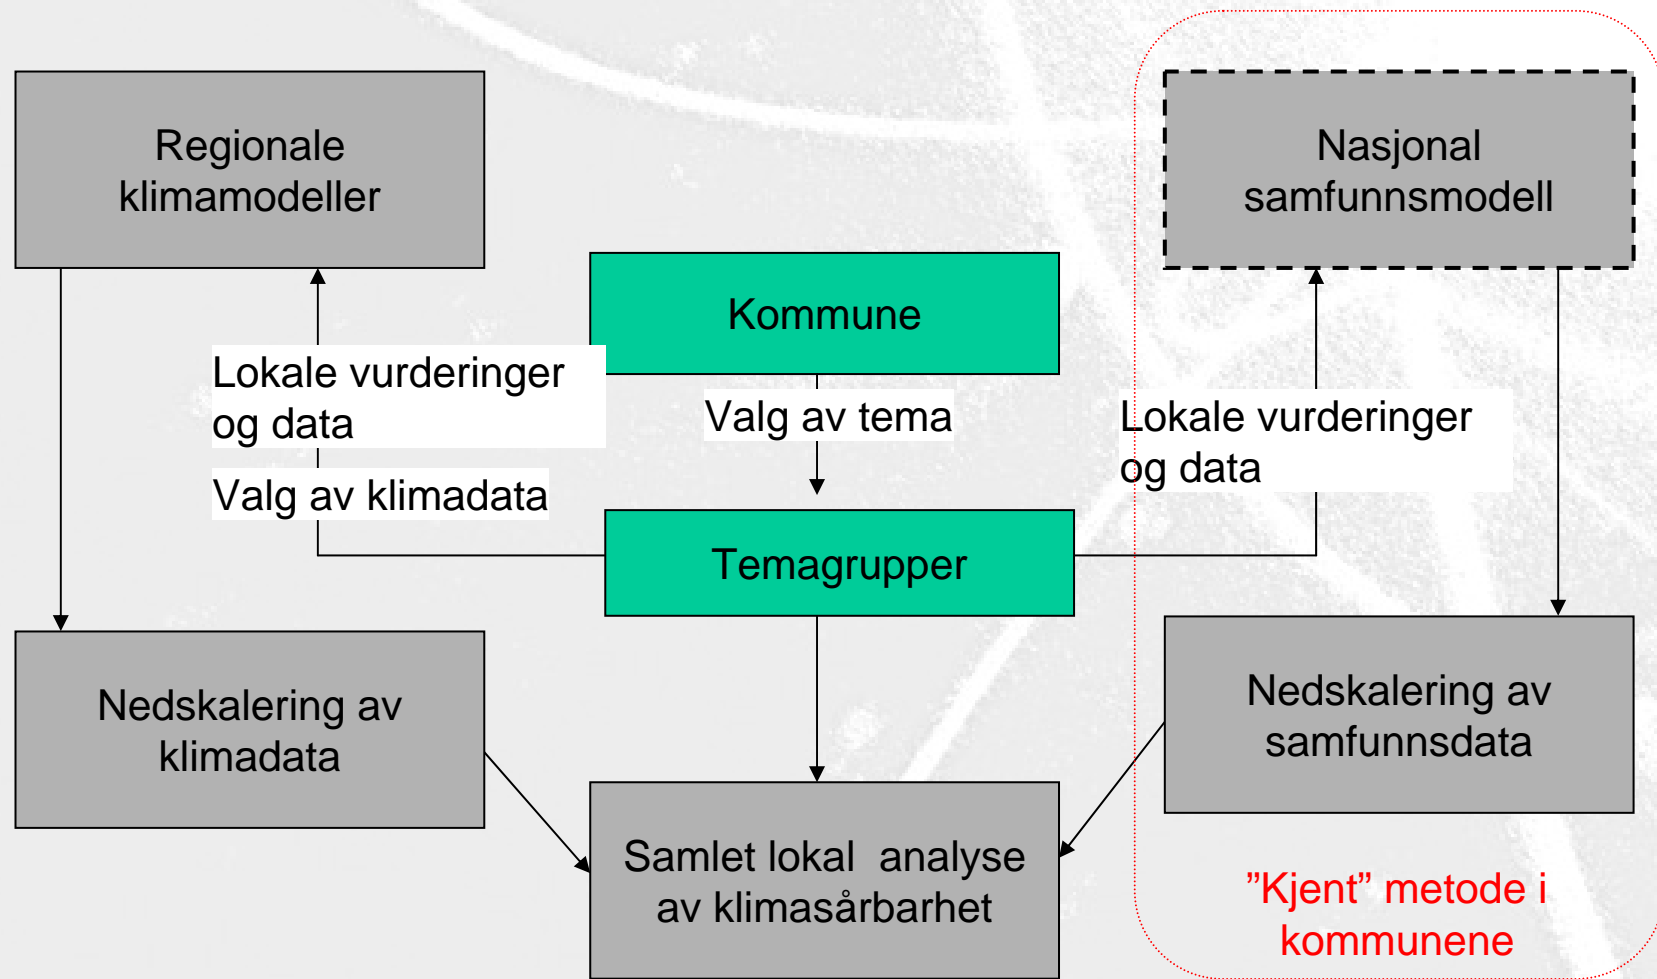 Regionale
klimamodeller
Nasjonal
samfunnsmodell
Kommune
Lokale vurderinger
og data
Valg av klimadata
Valg av tema
Lokale vurderinger
og data
Temagrupper
Nedskalering av
klimadata
Nedskalering av
samfunnsdata
Samlet lokal analyse
av klimasårbarhet
”Kjent” metode i
kommunene